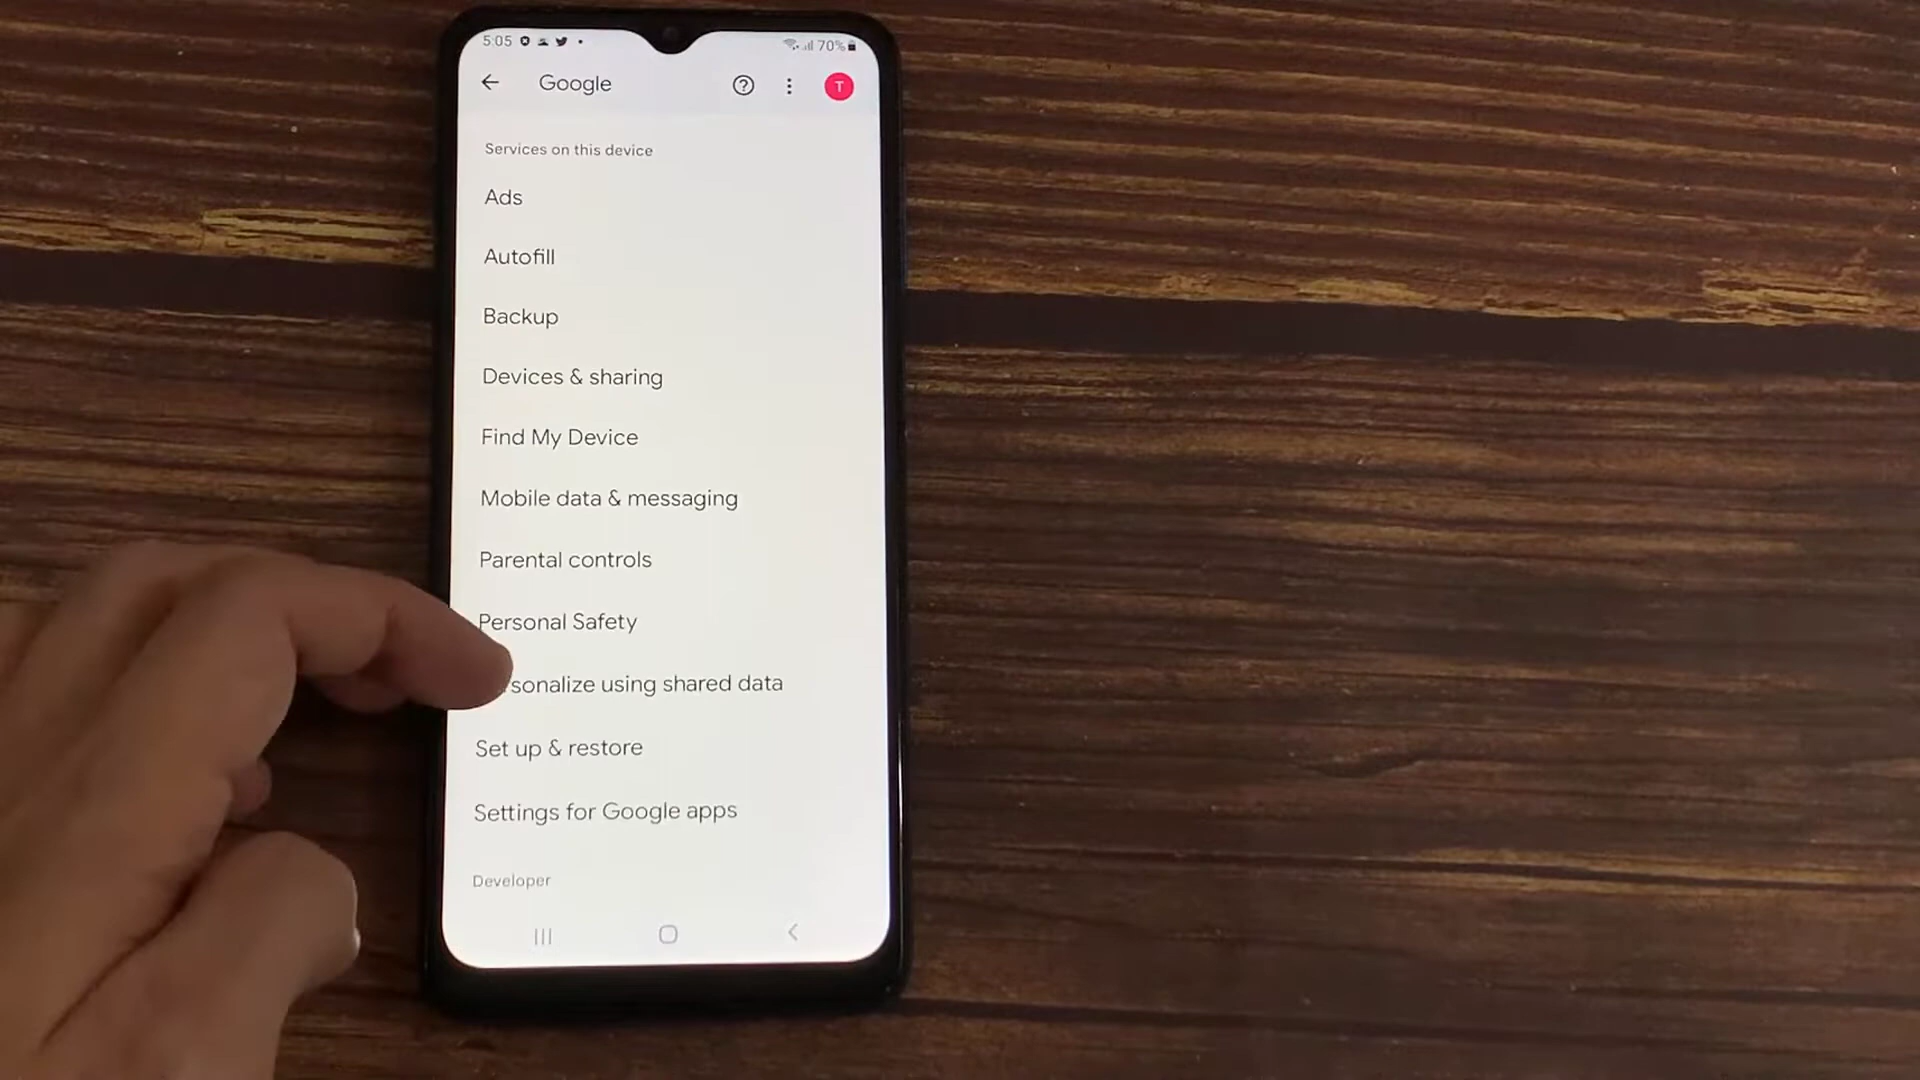 5:05
70%
Google
T
Services on this device
Ads
Autofill
Backup
Devices & sharing
Find My Device
Mobile data & messaging
Parental controls
Personal Safety
rsonalize using shared data
Set up & restore
Settings for Google apps
Developer